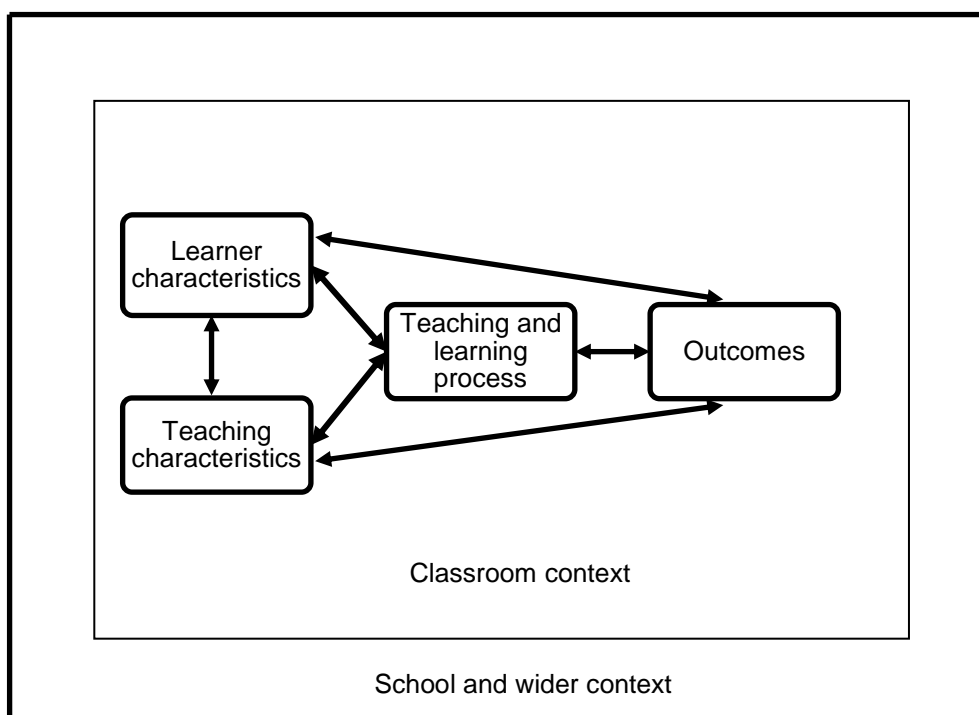 Learner
characteristics
Teaching and
learning
process
Outcomes
Teaching
characteristics
Classroom context
School and wider context